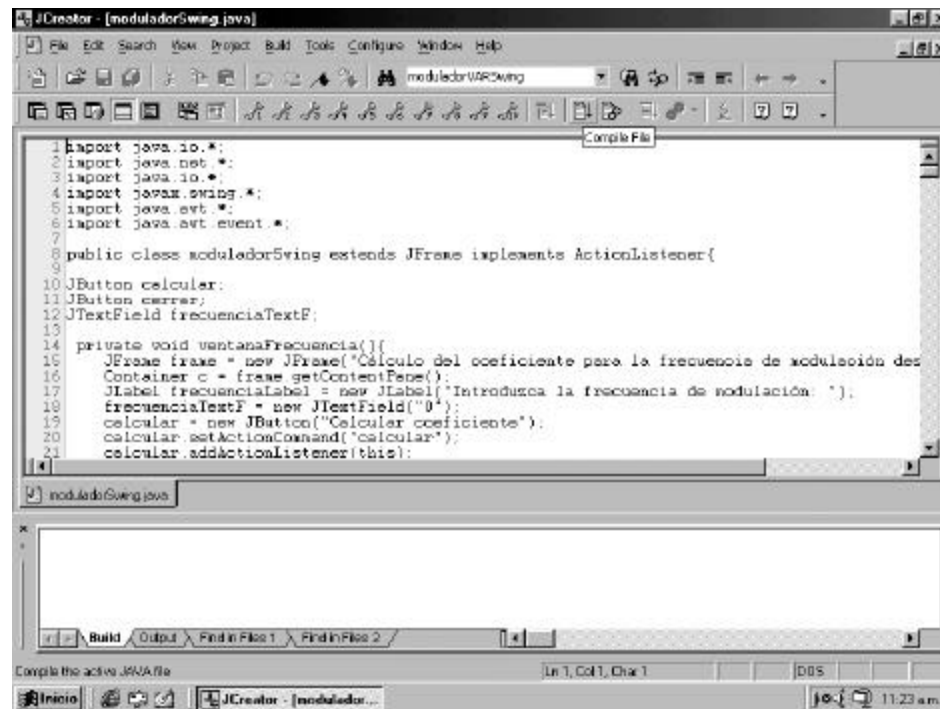 JCreator - [moduladorSwing.java]
File Edit Search View Project Build Tools Configure Window Help
moduladorVARSwing
Compile File
1 import java.io.*;
2 import java.net.*;
3 import java.io.*;
4 import javax.swing.*;
5 import java.awt.*;
6 import java.awt.event.*;
7
8 public class moduladorSwing extends JFrame implements ActionListener{
9
10 JButton calcular;
11 JButton cerrar;
12 JTextField frecuenciaTextF;
13
14 private void ventanaFrecuencia(){
15 JFrame frame = new JFrame("Cálculo del coeficiente para la frecuencia de modulación des
16 Container c = frame.getContentPane();
17 JLabel frecuenciaLabel = new JLabel("Introduzca la frecuencia de modulación: ");
18 frecuenciaTextF = new JTextField("0");
19 calcular = new JButton("Calcular coeficiente");
20 calcular.setActionCommand("calcular");
21 calcular.addActionListener(this);
moduladorSwing.java
Build Output Find in Files 1 Find in Files 2
Compile the active JAVA file Ln 1, Col 1, Char 1 DOS
Inicio JCreator - [modulador... 11:23 a.m.